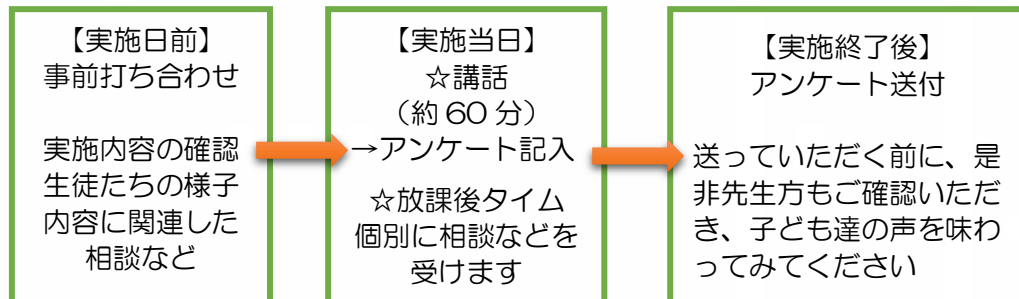 【実施日前】
事前打ち合わせ
実施内容の確認
生徒たちの様子
内容に関連した
相談など
【実施当日】
☆講話
（約 60 分）
→アンケート記入
☆放課後タイム
個別に相談などを
受けます
【実施終了後】
アンケート送付
送っていただく前に、是
非先生方もご確認いただ
き、子ども達の声を味わ
ってみてください